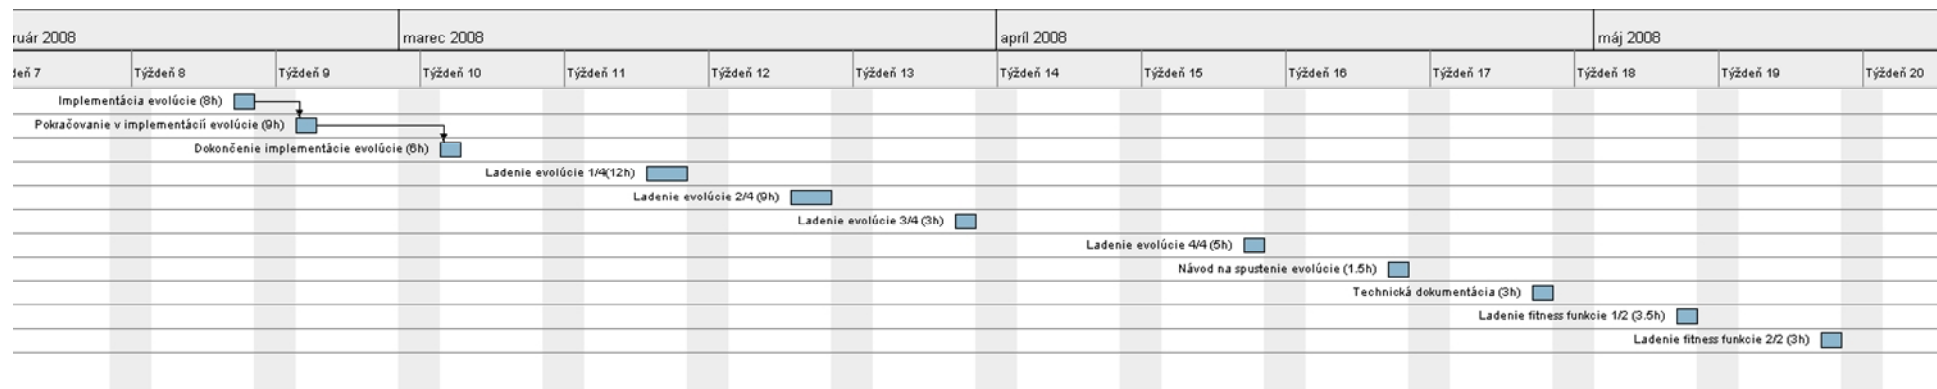 ruár 2008 marec 2008 apríl 2008 máj 2008
deň 7 Týždeň 8 Týždeň 9 Týždeň 10 Týždeň 11 Týždeň 12 Týždeň 13 Týždeň 14 Týždeň 15 Týždeň 16 Týždeň 17 Týždeň 18 Týždeň 19 Týždeň 20
Implementácia evolúcie (8h)
Pokračovanie v implementácií evolúcie (9h)
Dokončenie implementácie evolúcie (6h)
Ladenie evolúcie 1/4(12h)
Ladenie evolúcie 2/4 (9h)
Ladenie evolúcie 3/4 (3h)
Ladenie evolúcie 4/4 (5h)
Návod na spustenie evolúcie (1.5h)
Technická dokumentácia (3h)
Ladenie fitness funkcie 1/2 (3.5h)
Ladenie fitness funkcie 2/2 (3h)